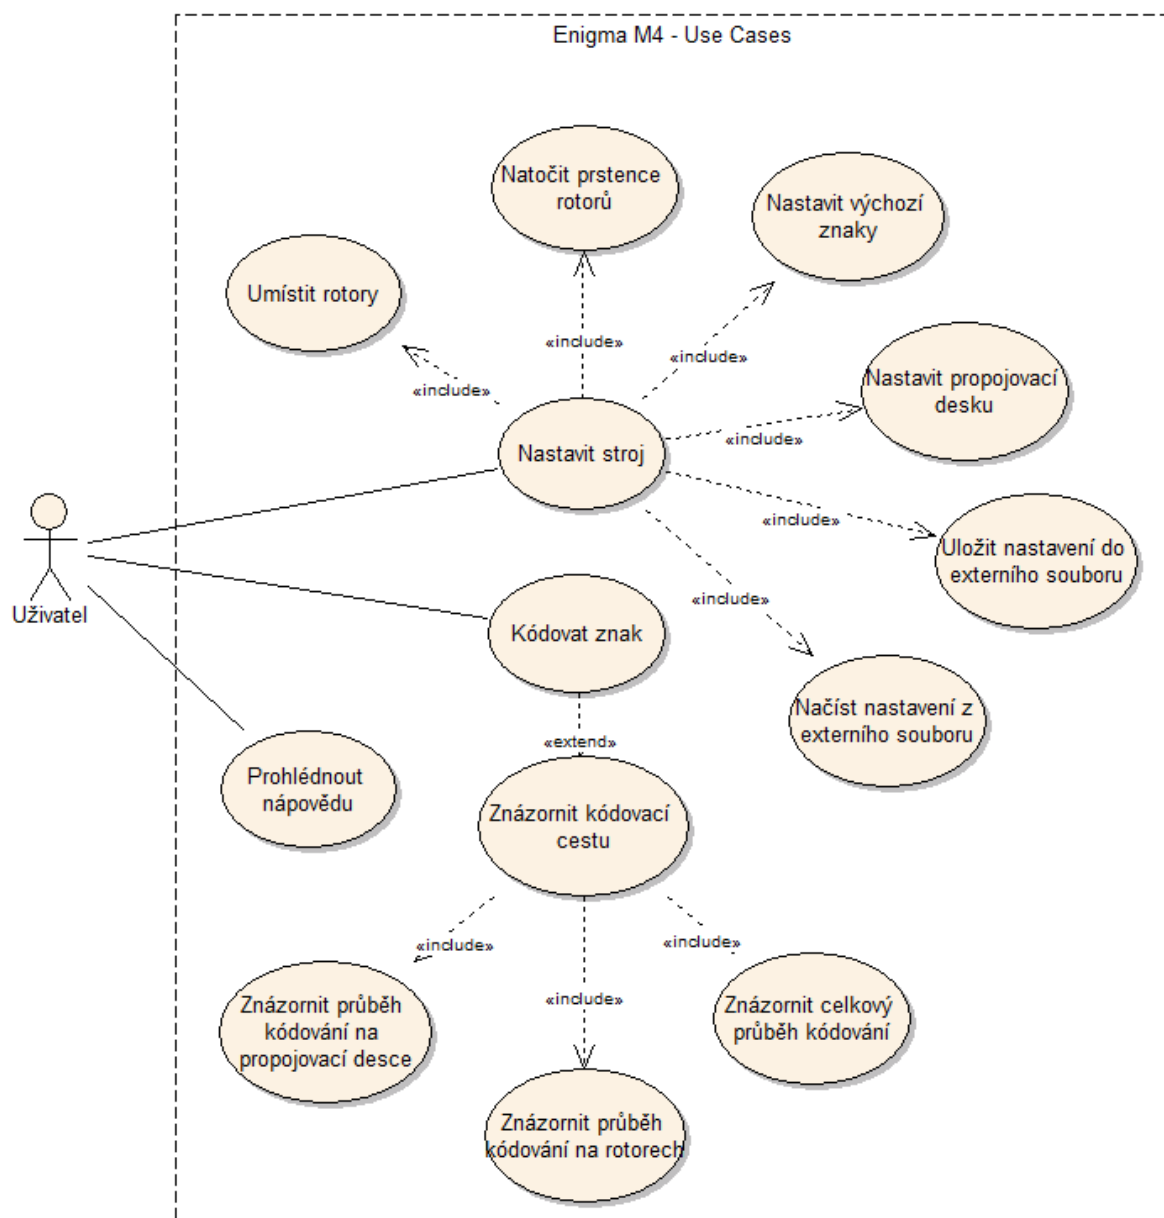 Enigma M4 - Use Cases
Natočit prstence
rotorů
Nastavit výchozí
znaky
Umístit rotory
«include»
«include»
«include»
Nastavit propojovací
desku
«include»
Nastavit stroj
«include»
Uložit nastavení do
externího souboru
Uživatel
«include»
Kódovat znak
Načíst nastavení z
externího souboru
«extend»
Prohlédnout
nápovědu
Znázornit kódovací
cestu
«include»
«include»
«include»
Znázornit průběh
kódování na
propojovací desce
Znázornit celkový
průběh kódování
Znázornit průběh
kódování na rotorech